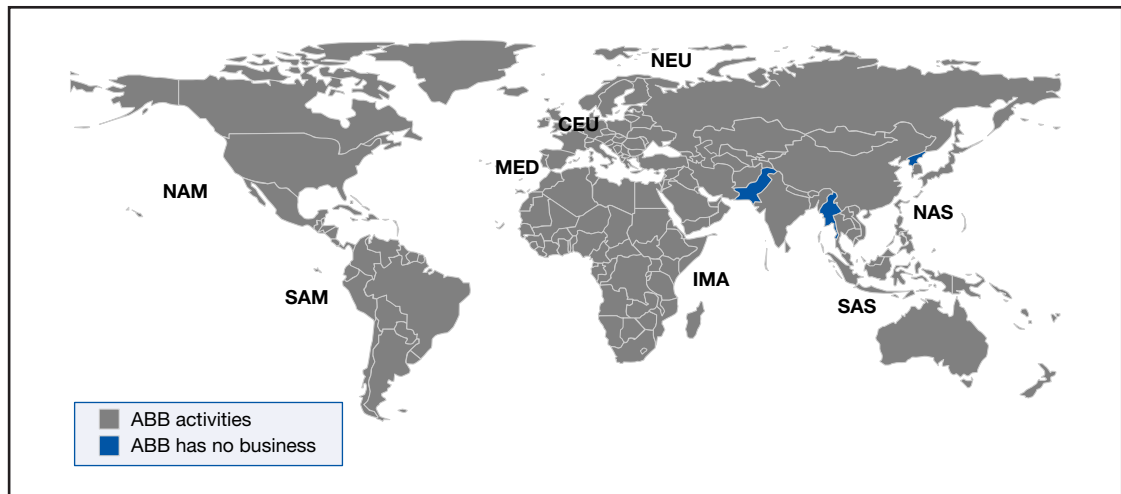 NEU
CEU
MED
NAM
NAS
IMA
SAM
SAS
ABB activities
ABB has no business